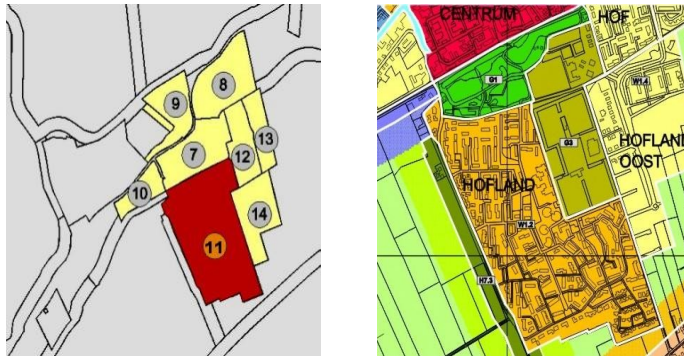 8
9
13
7
12
10
14
11
CENTRUM
HOF
G1
W1.4
G3
HOFLAND
OOST
HOFLAND
W1.2
H7.3